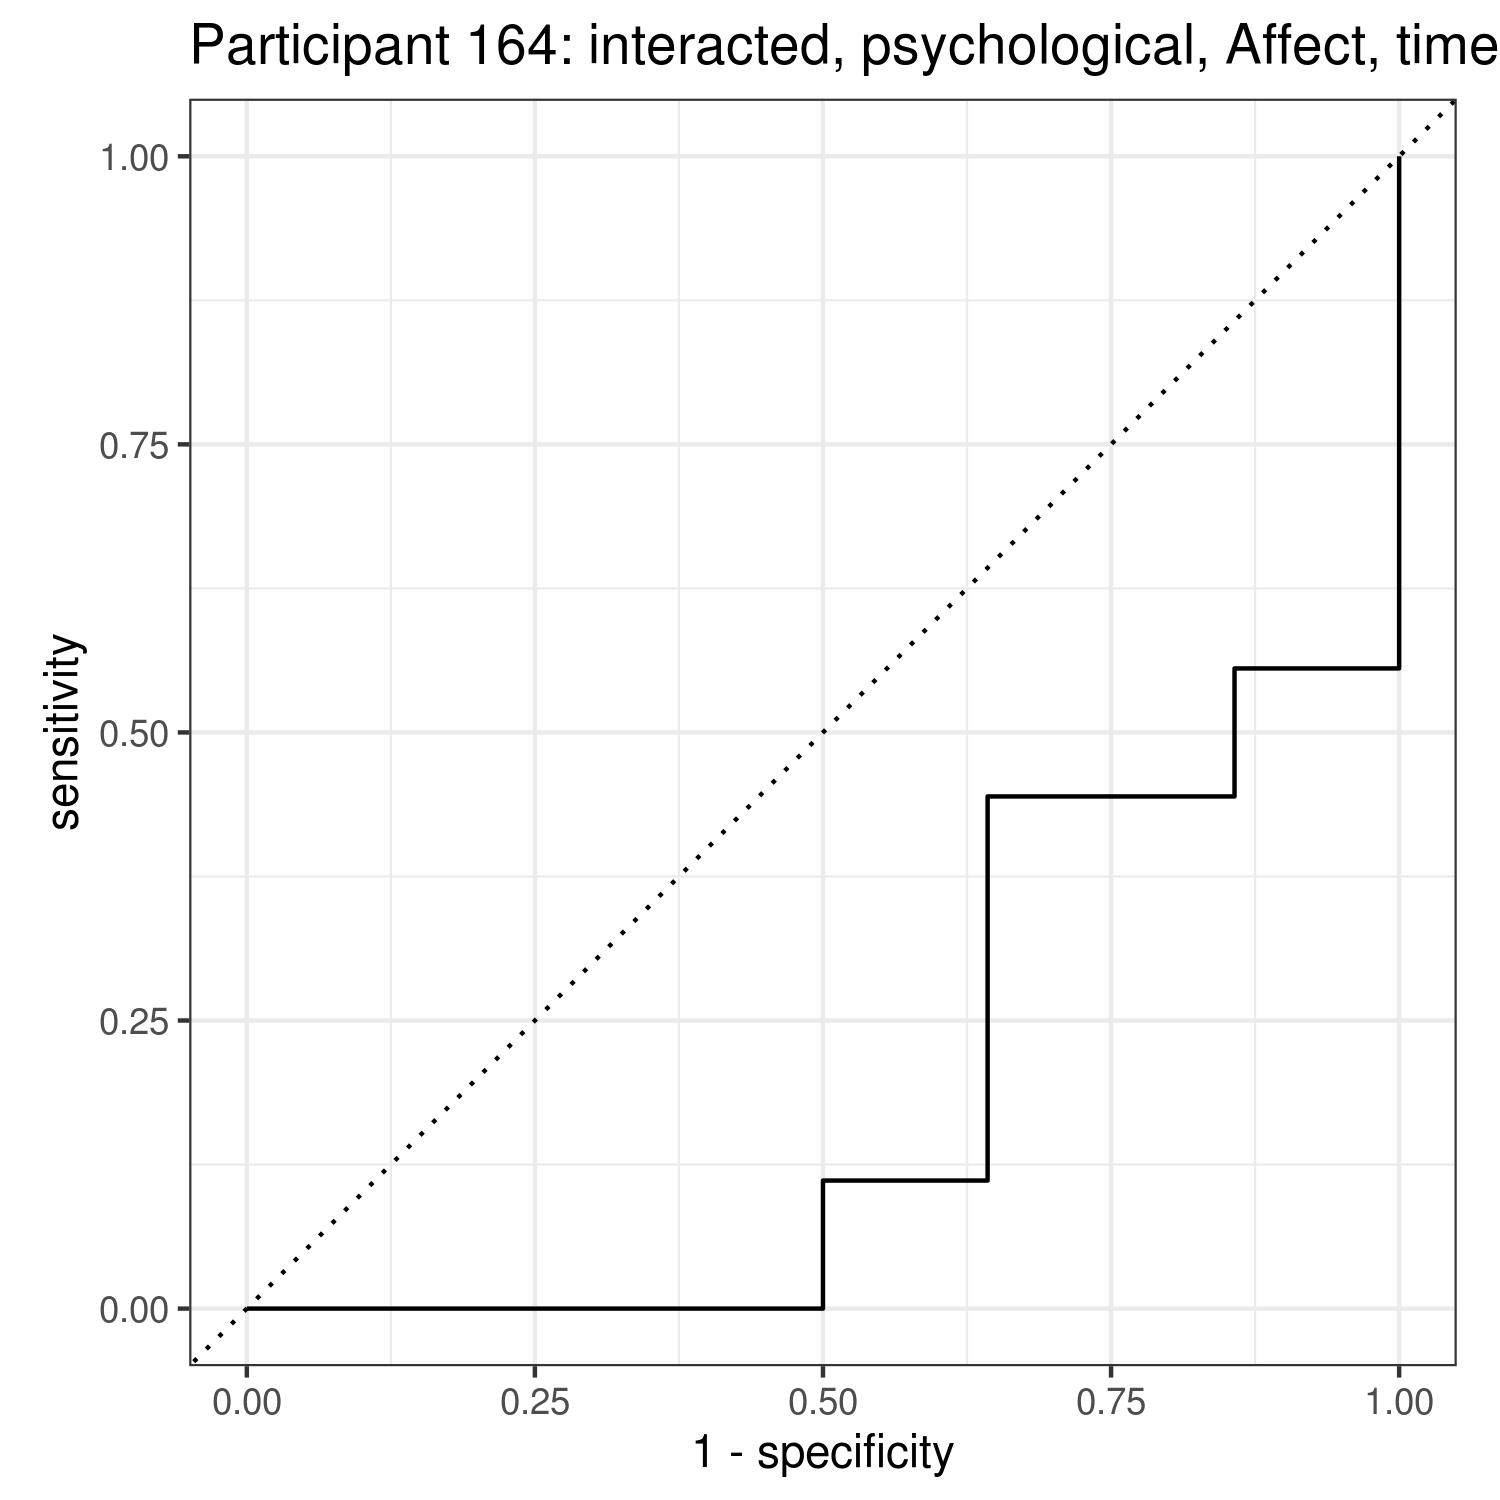 Participant 164: interacted, psychological, Affect, time
1.00
0.75
0.50
0.25
0.00
sensitivity
0.00 0.25 0.50 0.75 1.00
1 - specificity